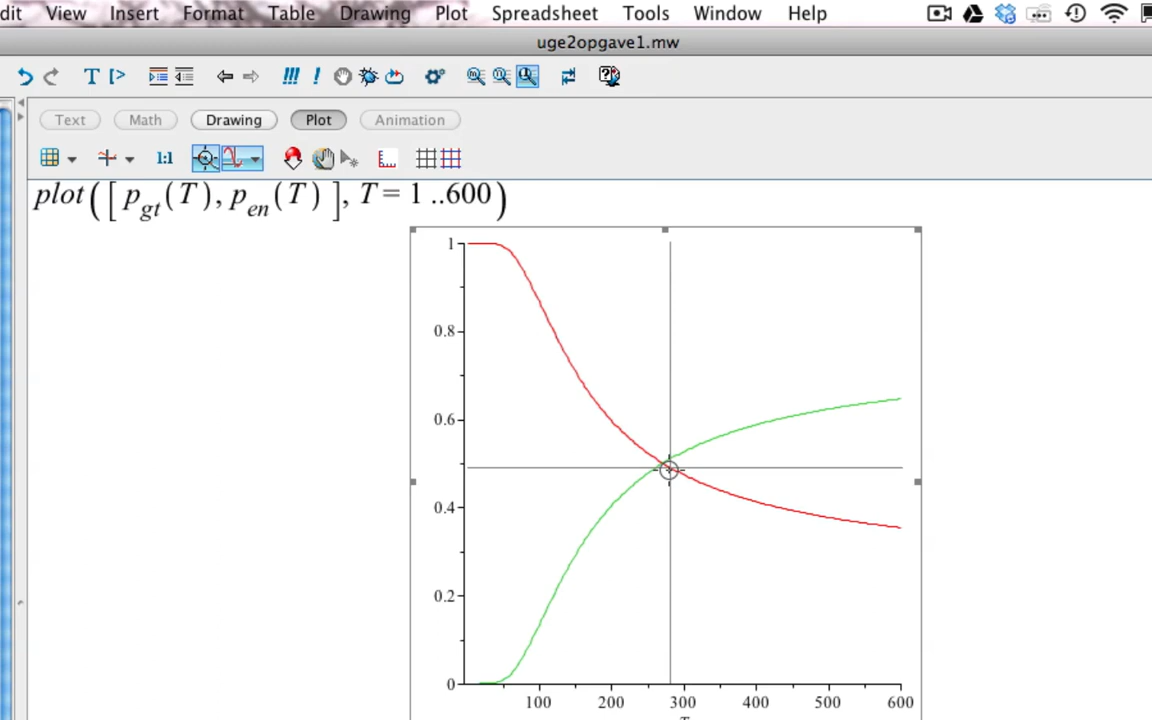 dit View Insert Format Table Drawing Plot Spreadsheet Tools Window Help
uge2opgave1.mw
T [> !!! !
Text Math Drawing Plot Animation
1:1
plot([p_gt(T), p_en(T)], T = 1 ..600)
1
0.8
0.6
0.4
0.2
0
100 200 300 400 500 600